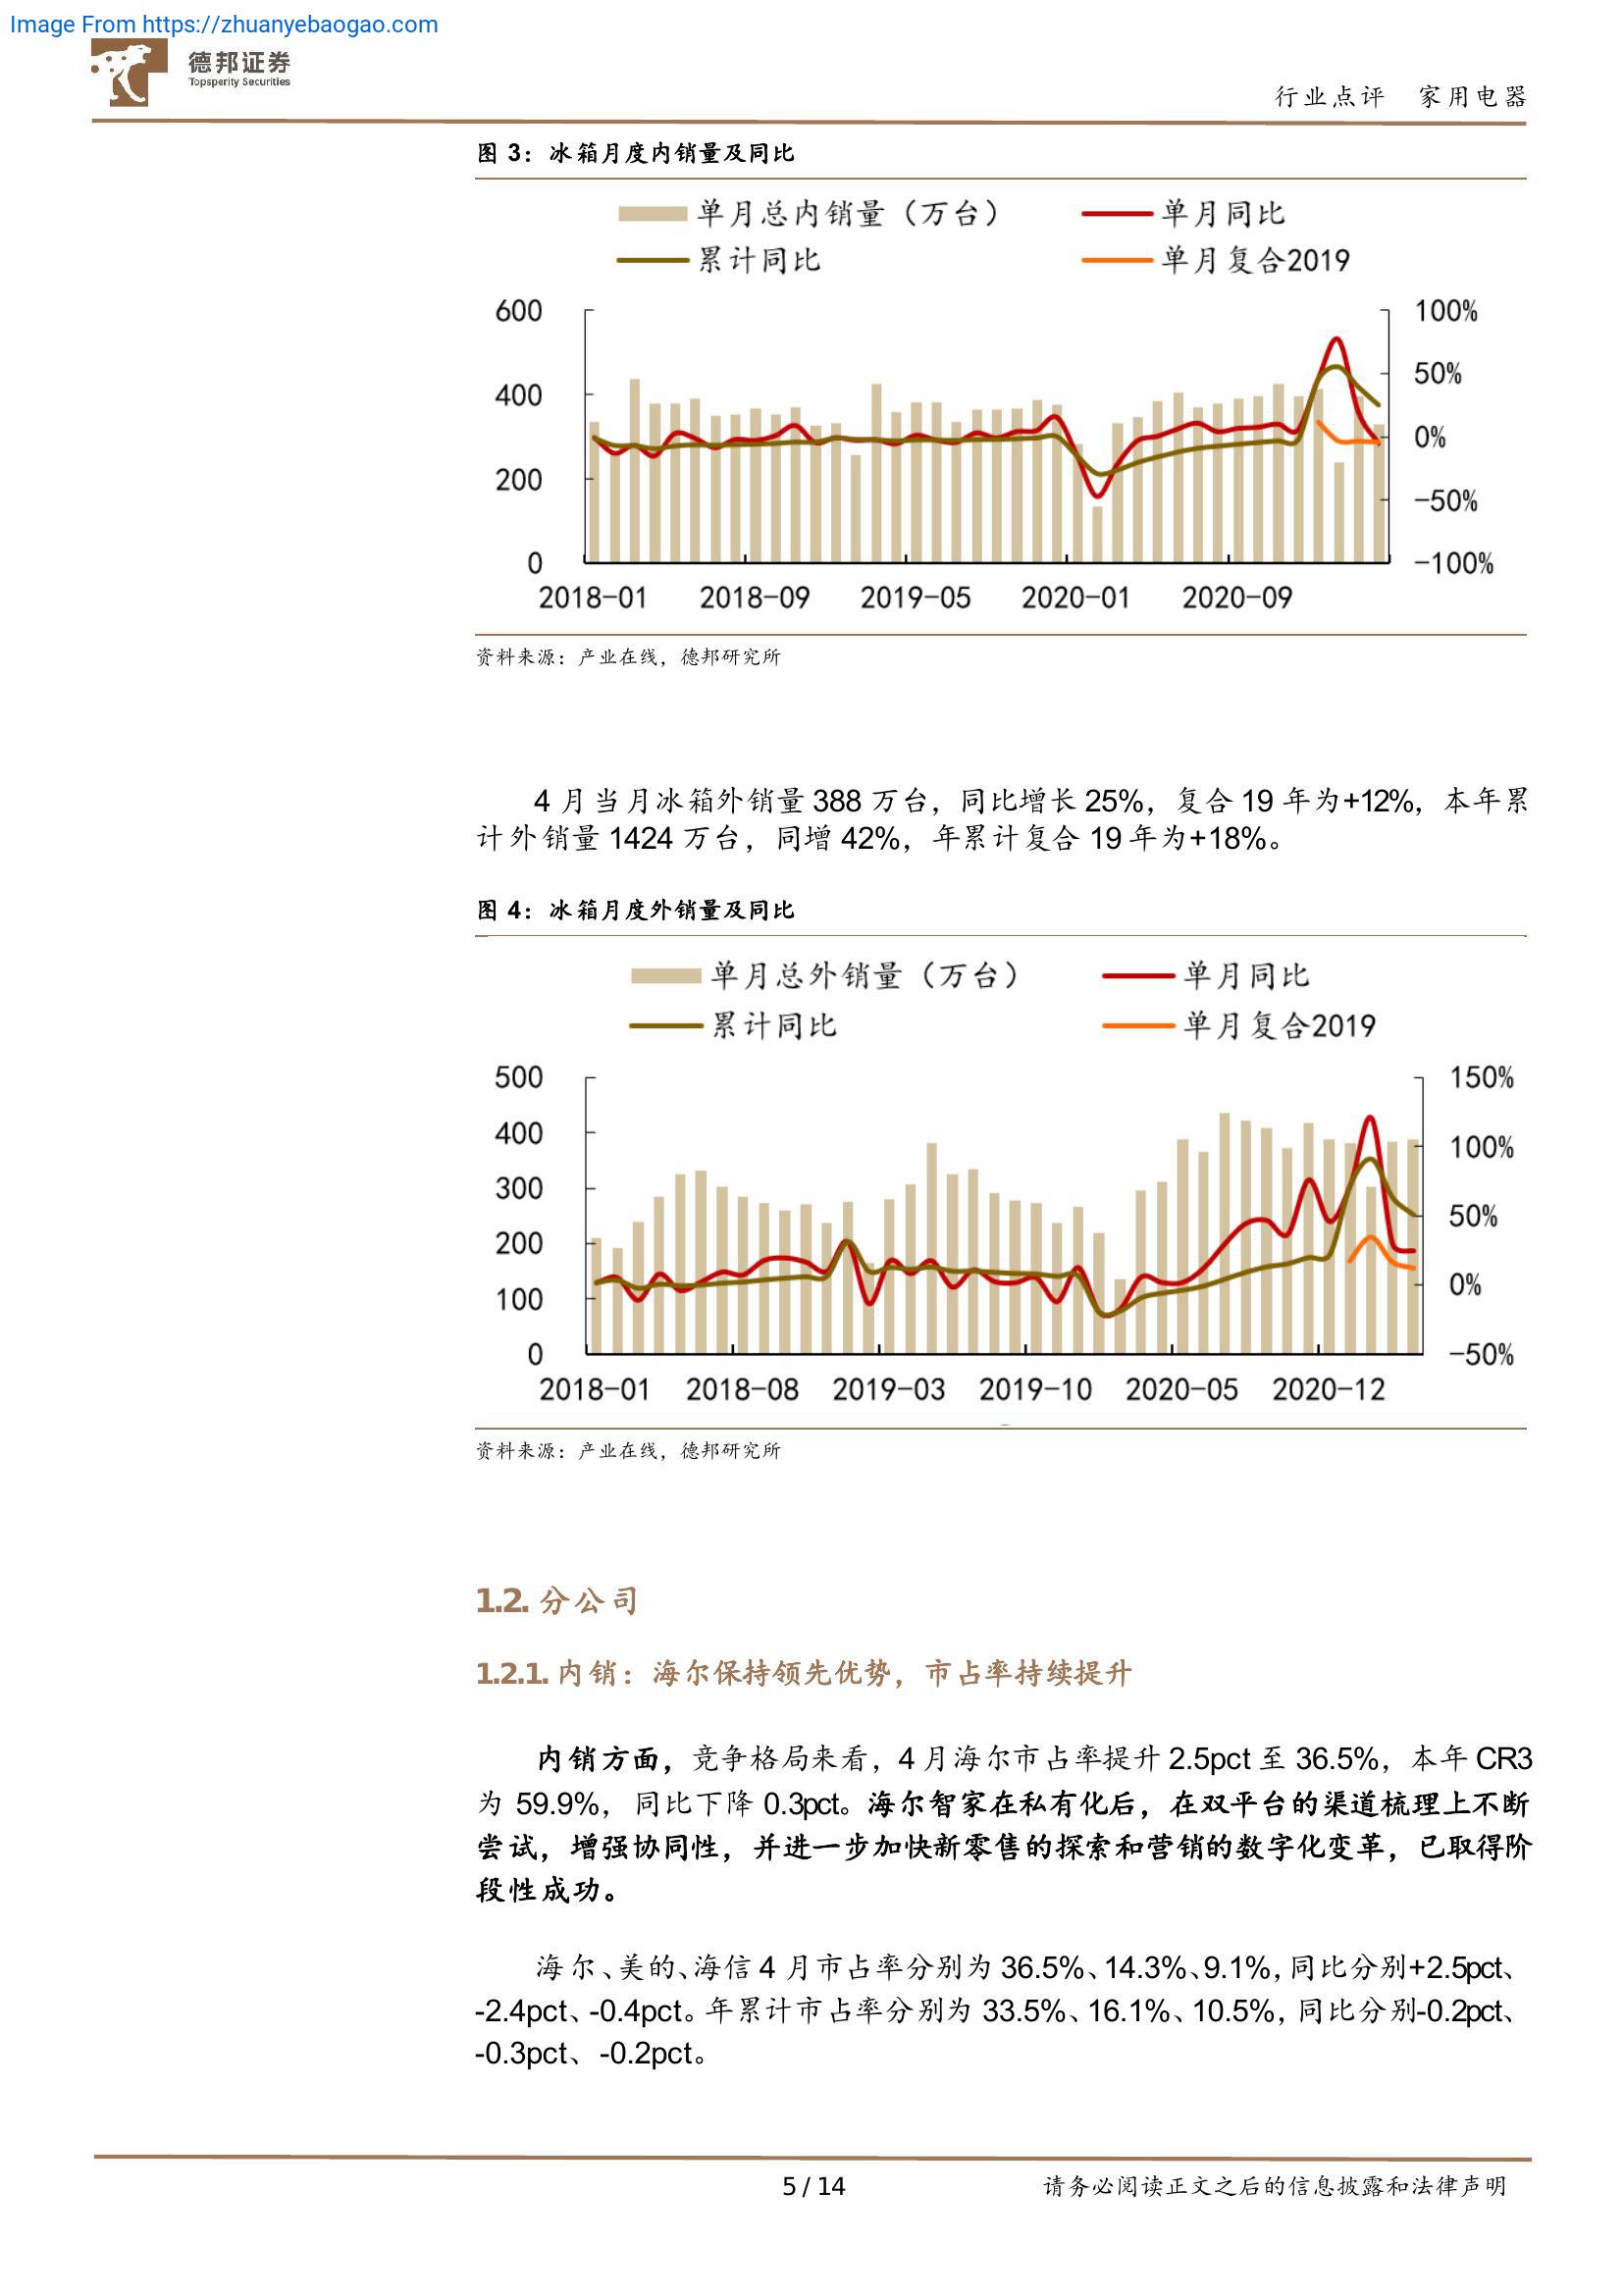 Image From https://zhuanyebaogao.com
德邦证券
Topsperity Securities
行业点评 家用电器
图 3：冰箱月度内销量及同比
单月总内销量（万台） 单月同比
累计同比 单月复合2019
600 100%
400 50%
0%
200 -50%
0 -100%
2018-01 2018-09 2019-05 2020-01 2020-09
资料来源：产业在线，德邦研究所
4 月当月冰箱外销量 388 万台，同比增长 25%，复合 19 年为+12%，本年累
计外销量 1424 万台，同增 42%，年累计复合 19 年为+18%。
图 4：冰箱月度外销量及同比
单月总外销量（万台） 单月同比
累计同比 单月复合2019
500 150%
400 100%
300
50%
200
0%
100
0 -50%
2018-01 2018-08 2019-03 2019-10 2020-05 2020-12
资料来源：产业在线，德邦研究所
1.2. 分公司
1.2.1. 内销：海尔保持领先优势，市占率持续提升
内销方面，竞争格局来看，4 月海尔市占率提升 2.5pct 至 36.5%，本年 CR3
为 59.9%，同比下降 0.3pct。海尔智家在私有化后，在双平台的渠道梳理上不断
尝试，增强协同性，并进一步加快新零售的探索和营销的数字化变革，已取得阶
段性成功。
海尔、美的、海信 4 月市占率分别为 36.5%、14.3%、9.1%，同比分别+2.5pct、
-2.4pct、-0.4pct。年累计市占率分别为 33.5%、16.1%、10.5%，同比分别-0.2pct、
-0.3pct、-0.2pct。
5 / 14
请务必阅读正文之后的信息披露和法律声明